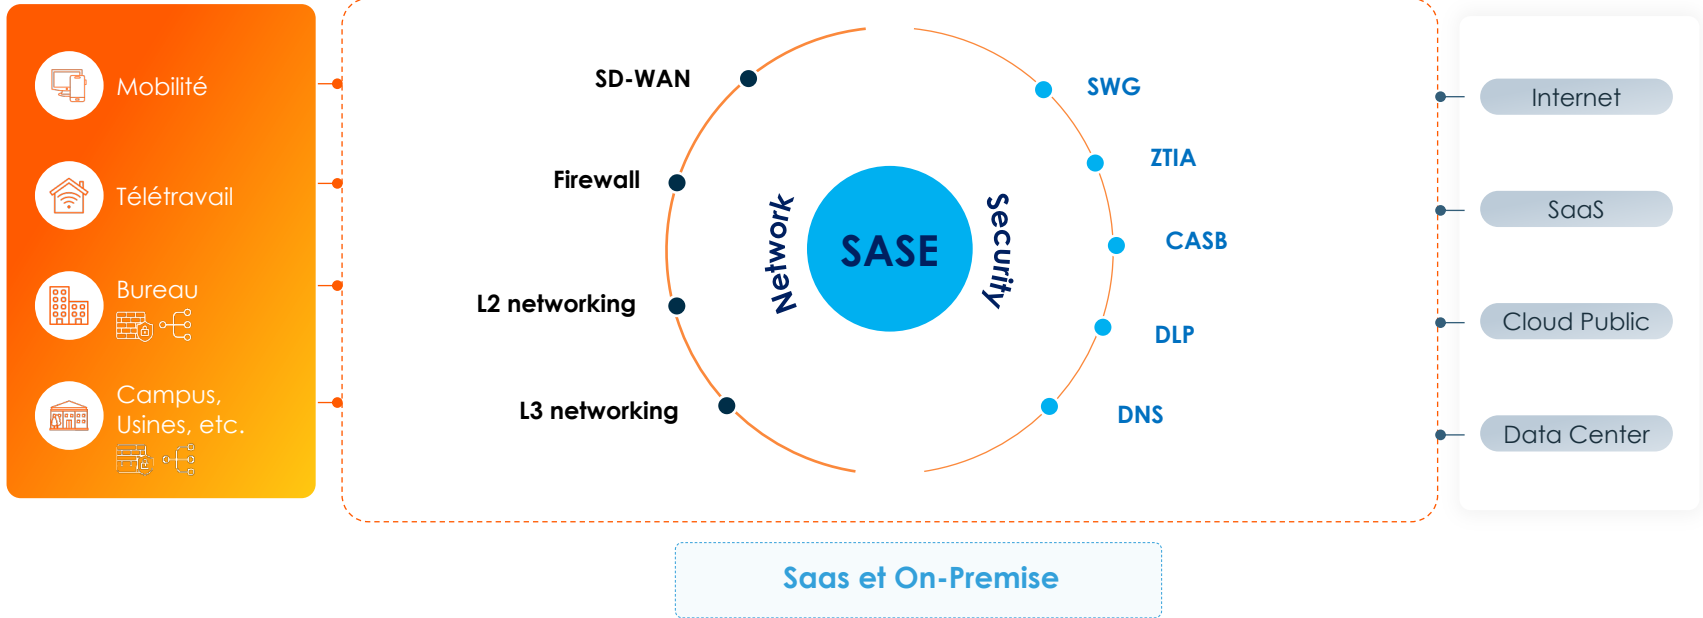 Mobilité
Télétravail
Bureau
Campus,
Usines, etc.
SD-WAN
Firewall
L2 networking
L3 networking
Network
SASE
Security
SWG
ZTIA
CASB
DLP
DNS
Internet
SaaS
Cloud Public
Data Center
Saas et On-Premise